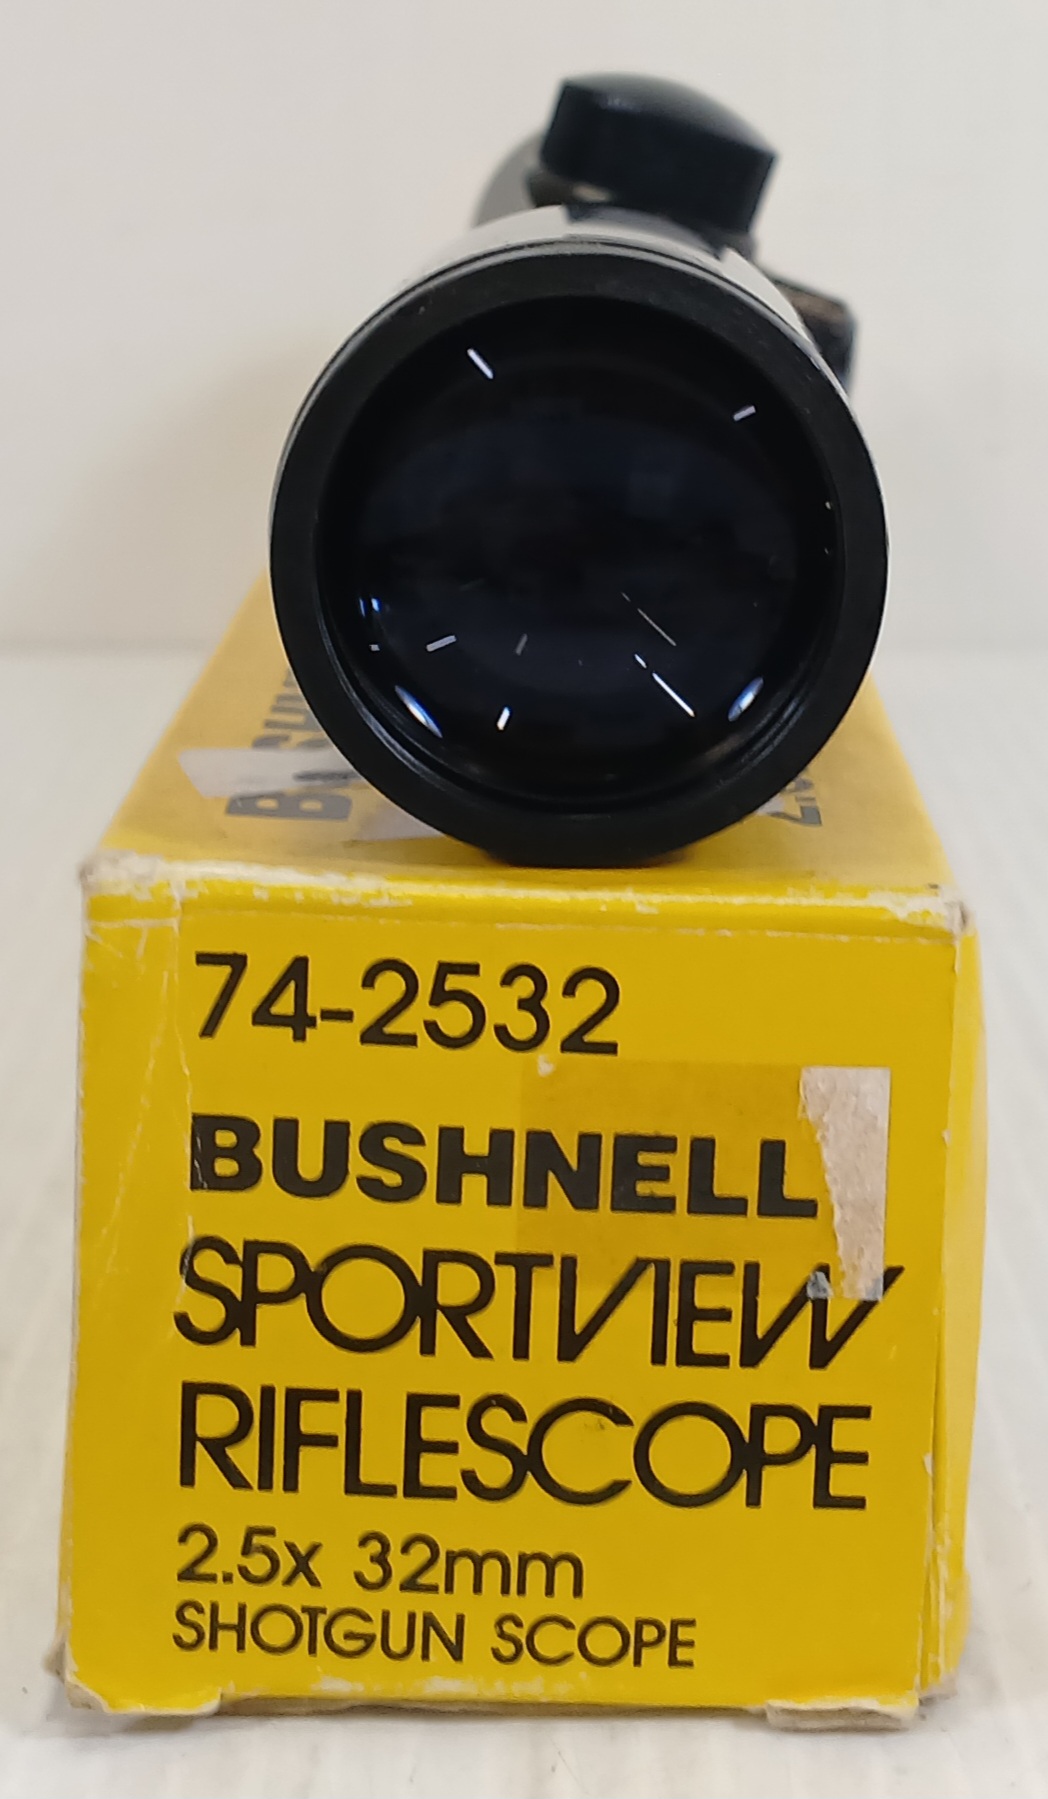 74-2532
BUSHNELL
SPORTVIEW
RIFLESCOPE
2.5x 32mm
SHOTGUN SCOPE